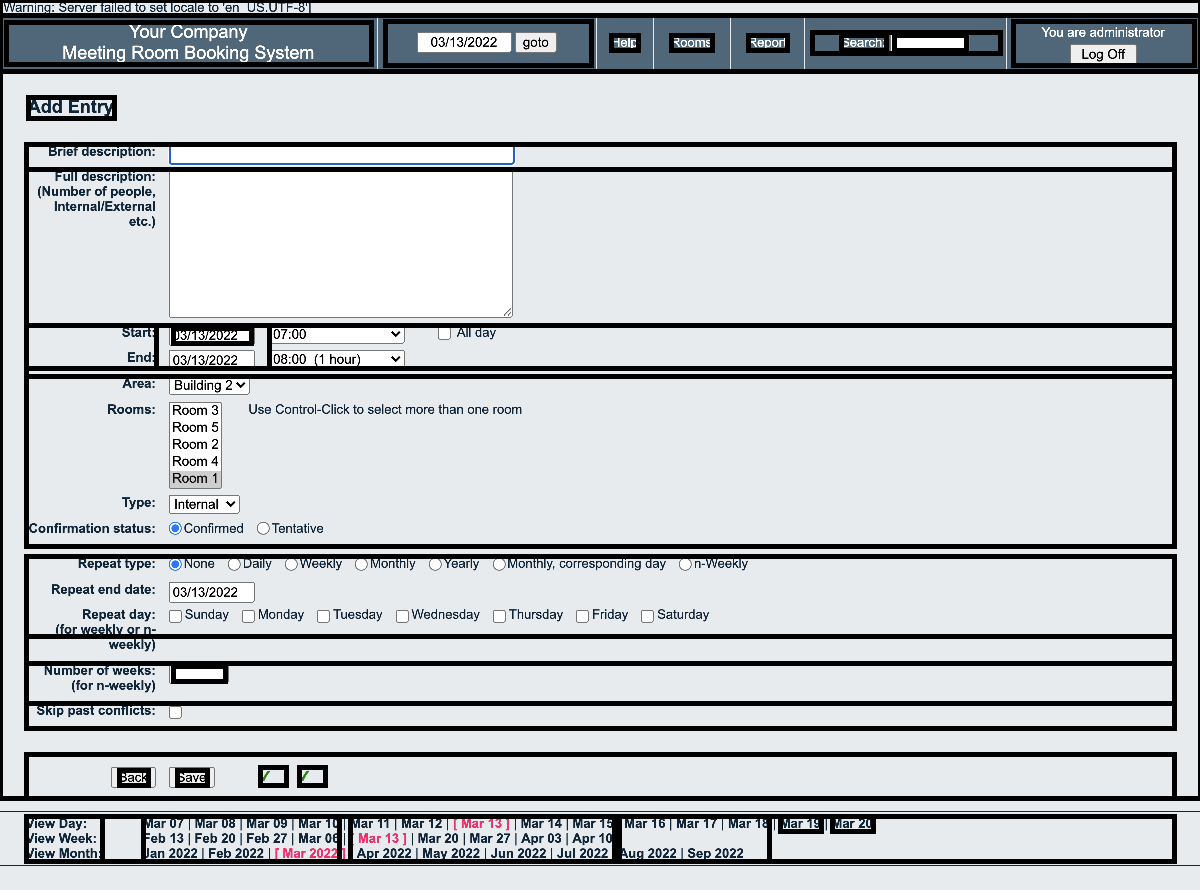 Warning: Server failed to set locale to 'en_US.UTF-8']
Your Company
Meeting Room Booking System
03/13/2022 goto
Help
Rooms
Report
Search:
You are administrator
Log Off
Add Entry
Brief description:
Full description:
(Number of people,
Internal/External
etc.)
Start: 03/13/2022 07:00 All day
End: 03/13/2022 08:00 (1 hour)
Area: Building 2
Rooms: Room 3 Use Control-Click to select more than one room
Room 5
Room 2
Room 4
Room 1
Type: Internal
Confirmation status: Confirmed Tentative
Repeat type: None Daily Weekly Monthly Yearly Monthly, corresponding day n-Weekly
Repeat end date: 03/13/2022
Repeat day: Sunday Monday Tuesday Wednesday Thursday Friday Saturday
(for weekly or n-
weekly)
Number of weeks:
(for n-weekly)
Skip past conflicts:
Back Save
View Day: Mar 07 | Mar 08 | Mar 09 | Mar 10 | Mar 11 | Mar 12 | [ Mar 13 ] | Mar 14 | Mar 15 | Mar 16 | Mar 17 | Mar 18 | Mar 19 | Mar 20
View Week: Feb 13 | Feb 20 | Feb 27 | Mar 06 | [ Mar 13 ] | Mar 20 | Mar 27 | Apr 03 | Apr 10
View Month: Jan 2022 | Feb 2022 | [ Mar 2022 ] | Apr 2022 | May 2022 | Jun 2022 | Jul 2022 | Aug 2022 | Sep 2022